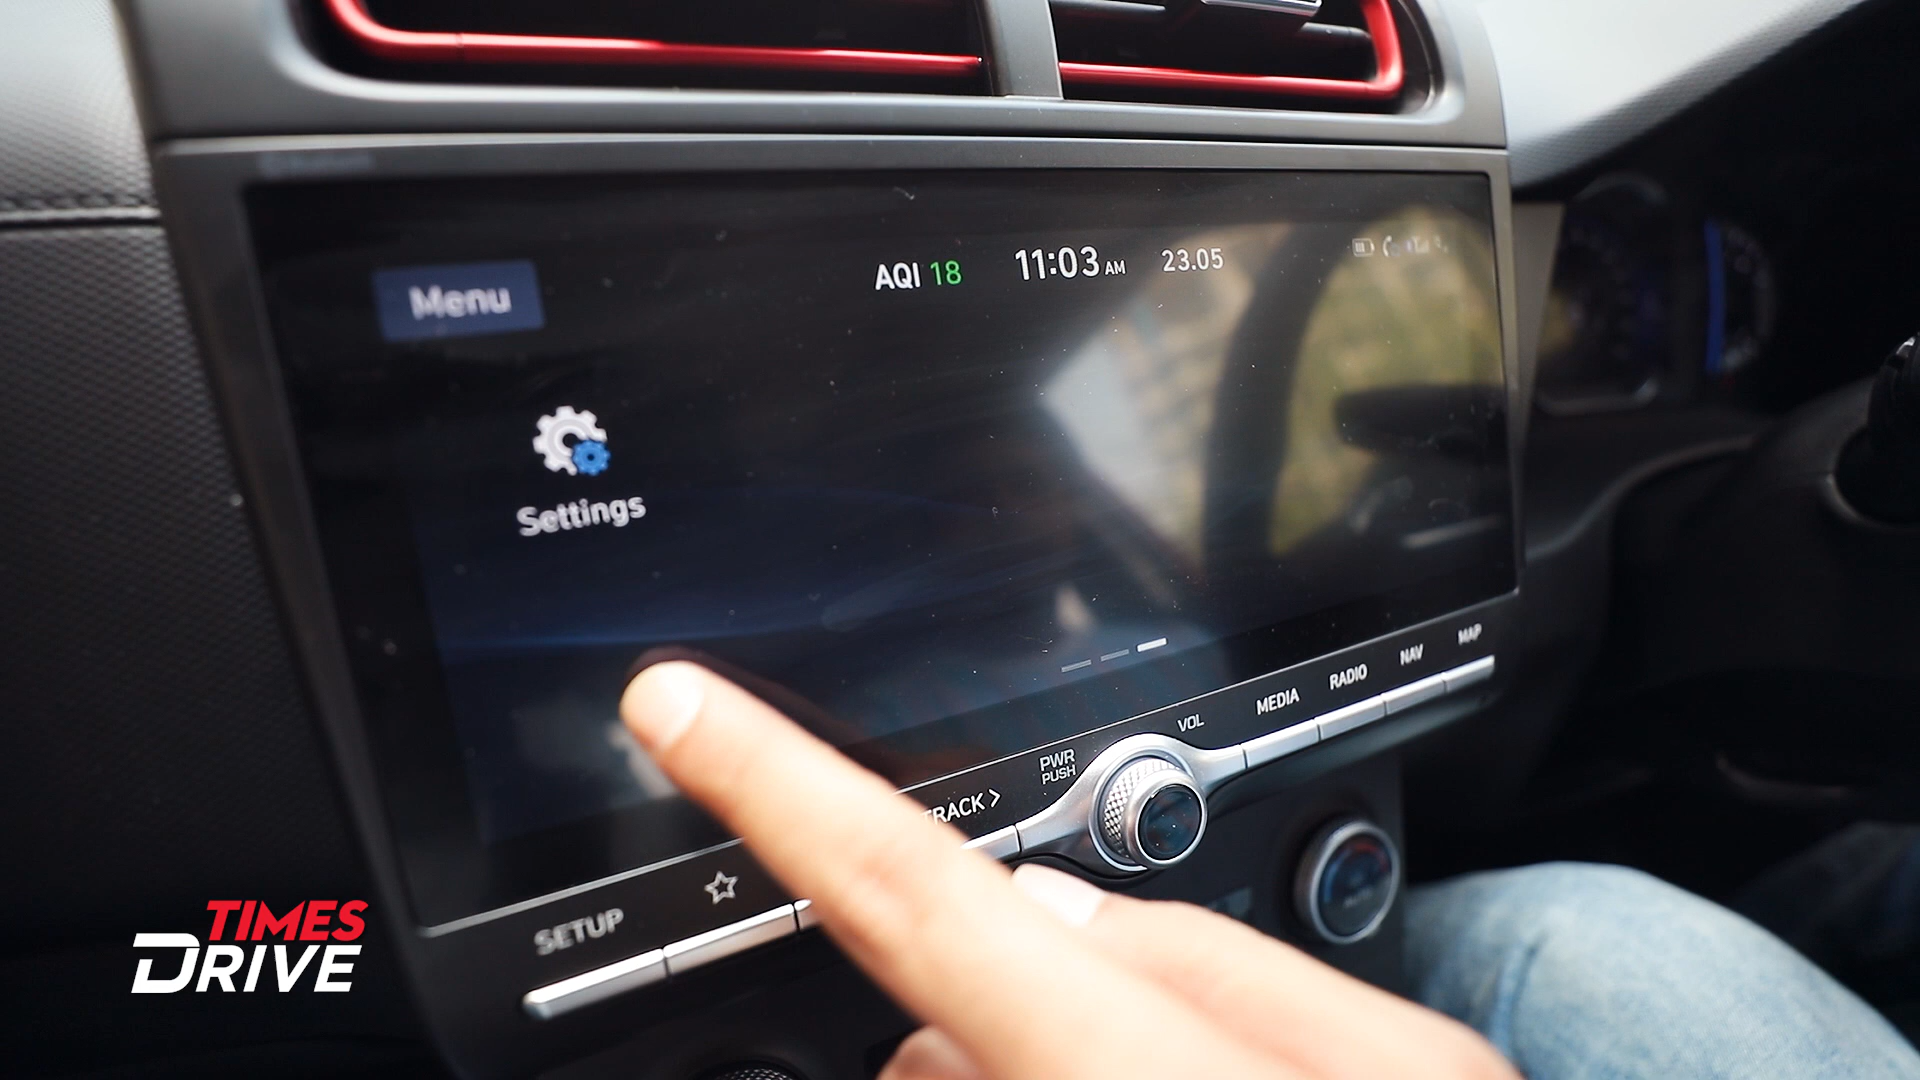 Menu
AQI 18
11:03 AM
23.05
Settings
MAP
NAV
RADIO
MEDIA
VOL
PWR
PUSH
TRACK >
SETUP
TIMES
DRIVE